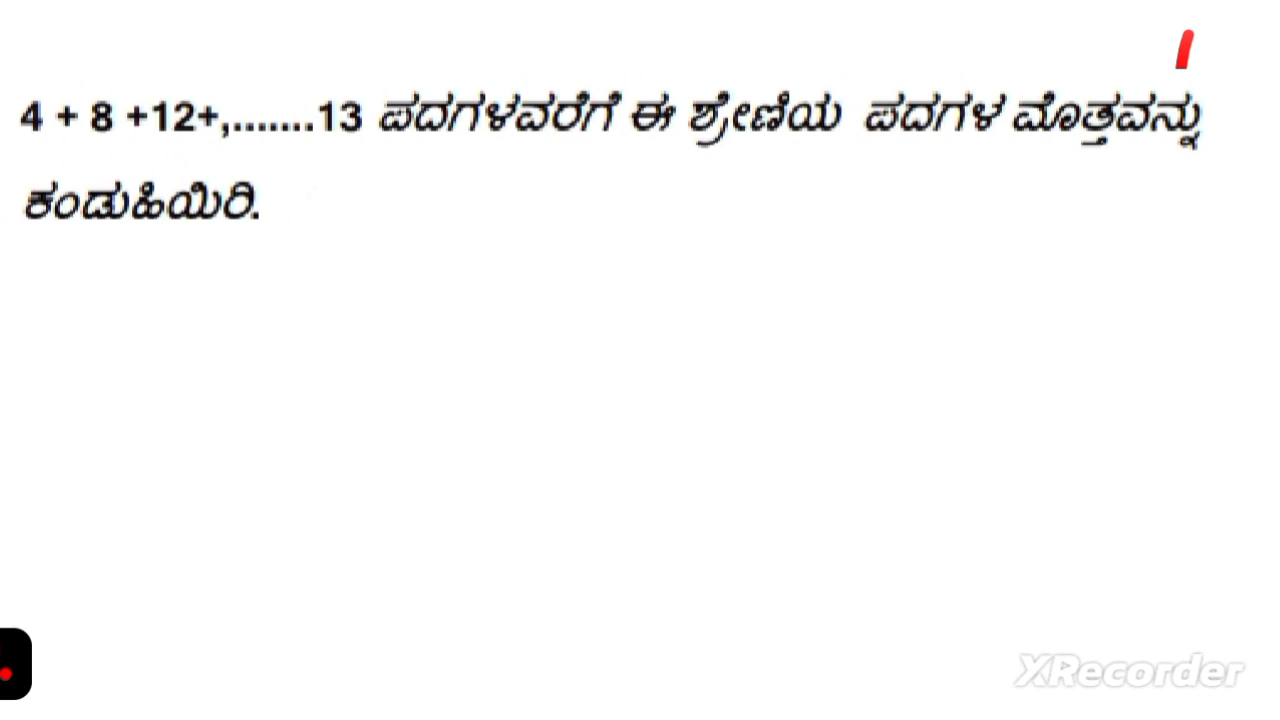 4 + 8 +12+,.......13 ಪದಗಳವರೆಗೆ ಈ ಶ್ರೇಣಿಯ ಪದಗಳ ಮೊತ್ತವನ್ನು
ಕಂಡುಹಿಯಿರಿ.
XRecorder